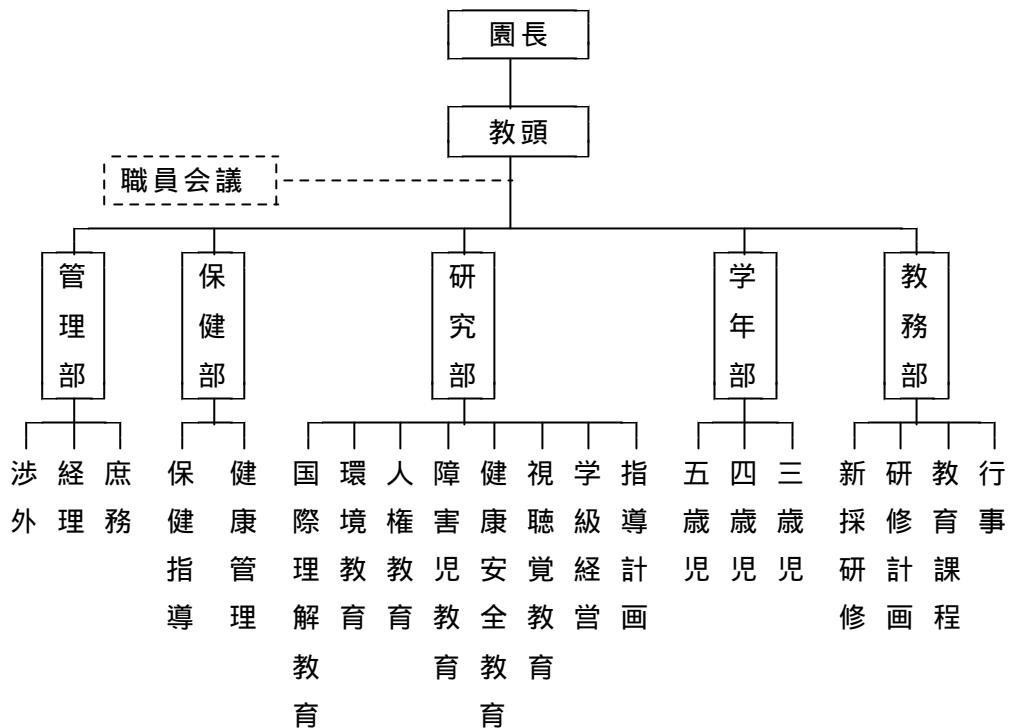 園長
教頭
職員会議
管理部
保健部
研究部
学年部
教務部
渉外
経理
庶務
保健指導
健康管理
国際理解教育
環境教育
人権教育
障害児教育
健康安全教育
視聴覚教育
学級経営
指導計画
五歳児
四歳児
三歳児
新採研修
研修計画
教育課程
行事